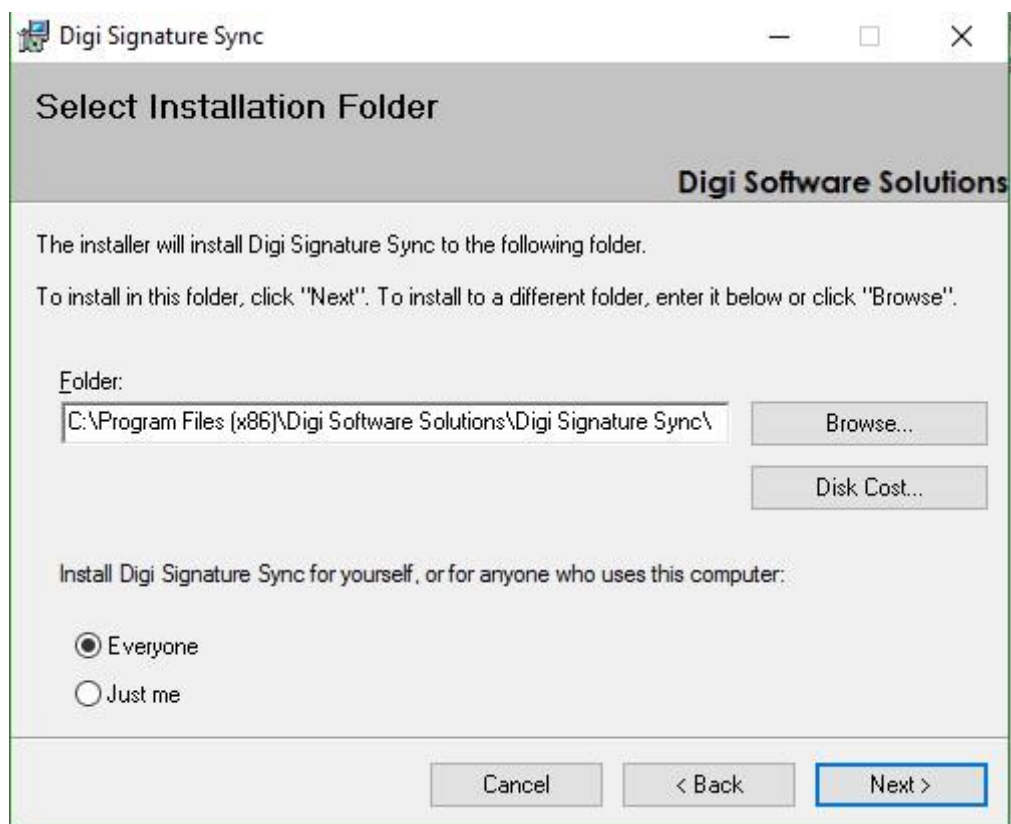 Digi Signature Sync
Select Installation Folder
Digi Software Solutions
The installer will install Digi Signature Sync to the following folder.
To install in this folder, click "Next". To install to a different folder, enter it below or click "Browse".
Folder:
C:\Program Files (x86)\Digi Software Solutions\Digi Signature Sync\
Browse...
Disk Cost...
Install Digi Signature Sync for yourself, or for anyone who uses this computer:
Everyone
Just me
Cancel
< Back
Next >